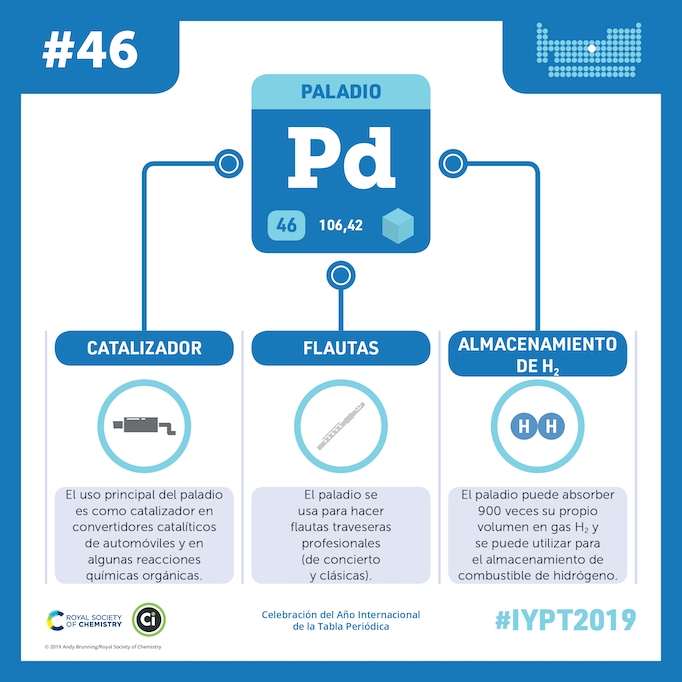 #46
PALADIO
Pd
46
106,42
CATALIZADOR
FLAUTAS
ALMACENAMIENTO
DE H₂
H H
El uso principal del paladio
es como catalizador en
convertidores catalíticos
de automóviles y en
algunas reacciones
químicas orgánicas.
El paladio se
usa para hacer
flautas traveseras
profesionales
(de concierto
y clásicas).
El paladio puede absorber
900 veces su propio
volumen en gas H₂ y
se puede utilizar para
el almacenamiento de
combustible de hidrógeno.
ROYAL SOCIETY
OF CHEMISTRY
Ci
Celebración del Año Internacional
de la Tabla Periódica
#IYPT2019
© 2019 Andy Brunning/Royal Society of Chemistry